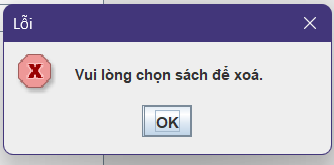 Lỗi
Vui lòng chọn sách để xoá.
OK